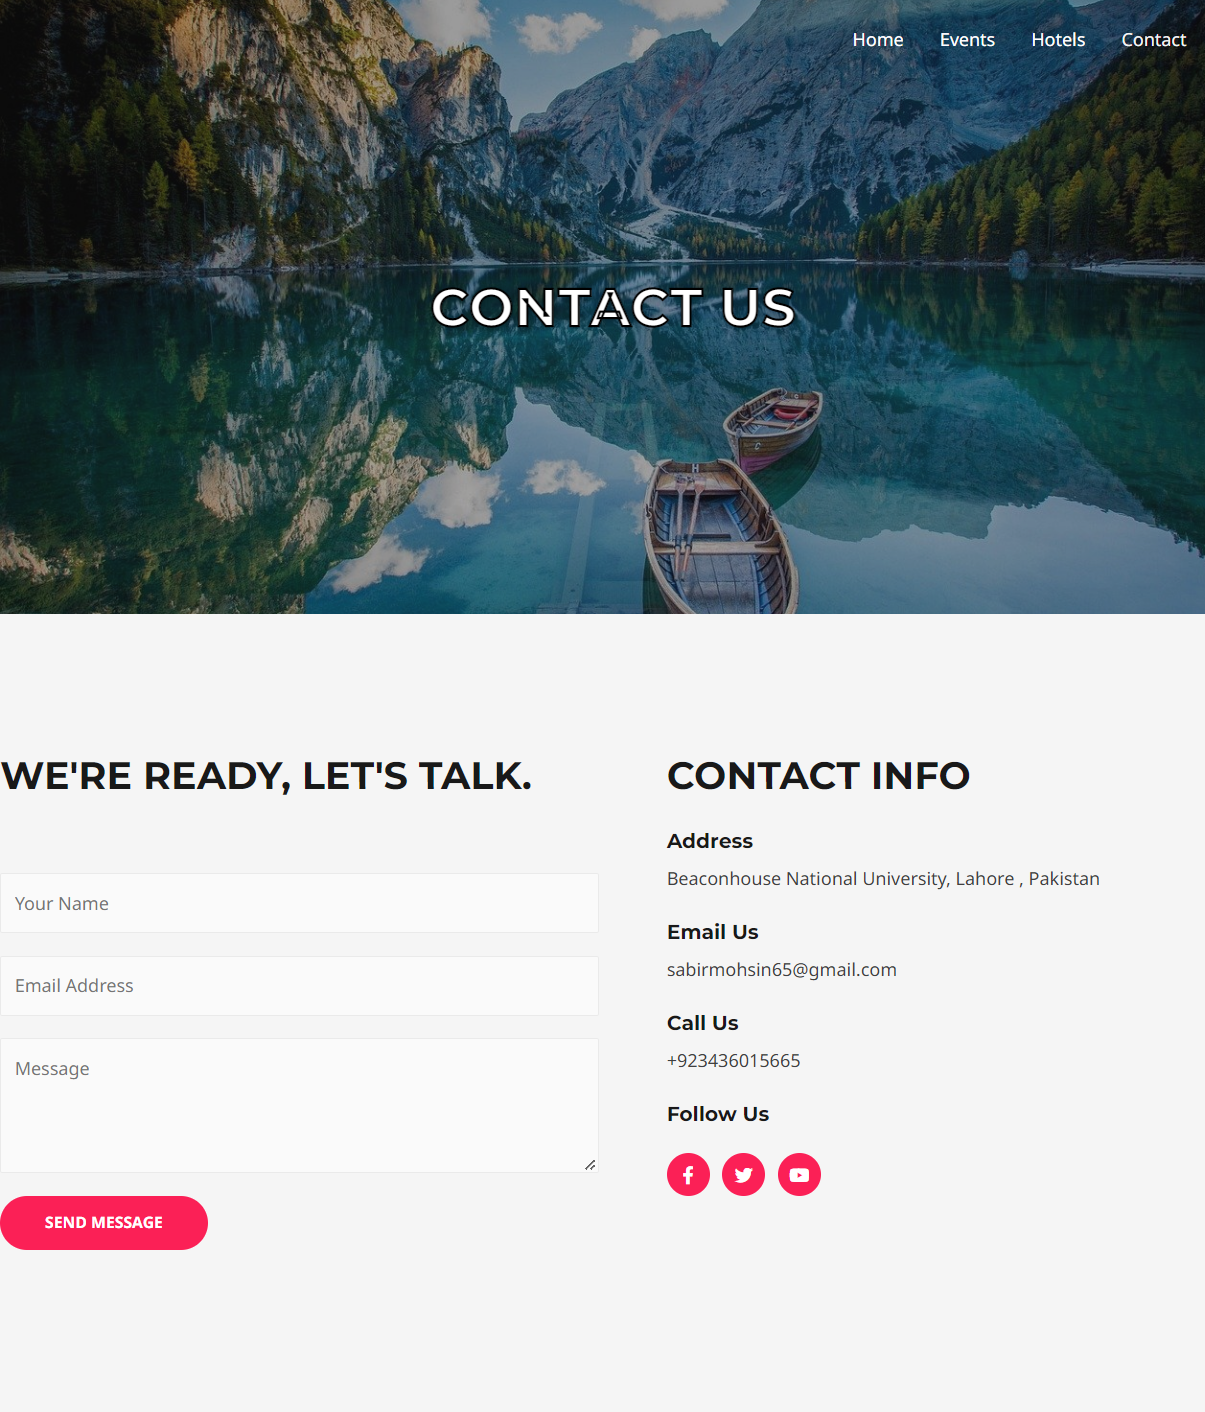 Home Events Hotels Contact
CONTACT US
WE'RE READY, LET'S TALK.
Your Name
Email Address
Message
SEND MESSAGE
CONTACT INFO
Address
Beaconhouse National University, Lahore , Pakistan
Email Us
sabirmohsin65@gmail.com
Call Us
+923436015665
Follow Us